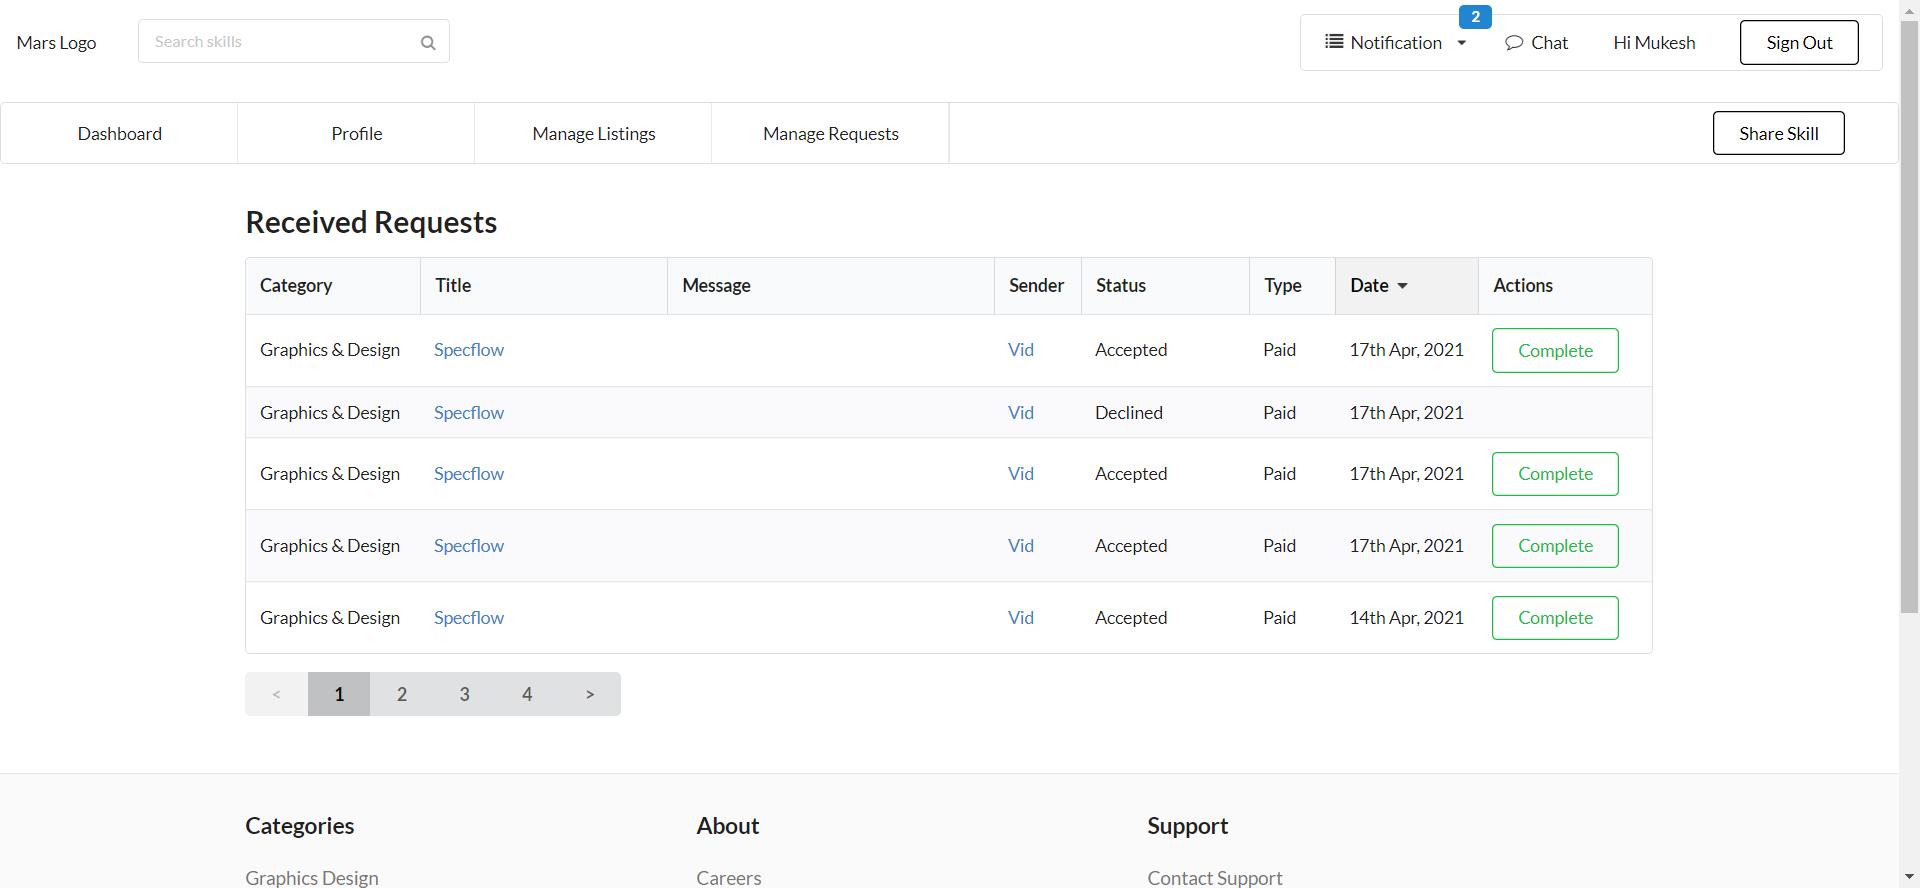 Mars Logo
Search skills
2
Notification
Chat
Hi Mukesh
Sign Out
Dashboard
Profile
Manage Listings
Manage Requests
Share Skill
Received Requests
Category Title Message Sender Status Type Date Actions
Graphics & Design Specflow Vid Accepted Paid 17th Apr, 2021 Complete
Graphics & Design Specflow Vid Declined Paid 17th Apr, 2021
Graphics & Design Specflow Vid Accepted Paid 17th Apr, 2021 Complete
Graphics & Design Specflow Vid Accepted Paid 17th Apr, 2021 Complete
Graphics & Design Specflow Vid Accepted Paid 14th Apr, 2021 Complete
< 1 2 3 4 >
Categories About Support
Graphics Design Careers Contact Support